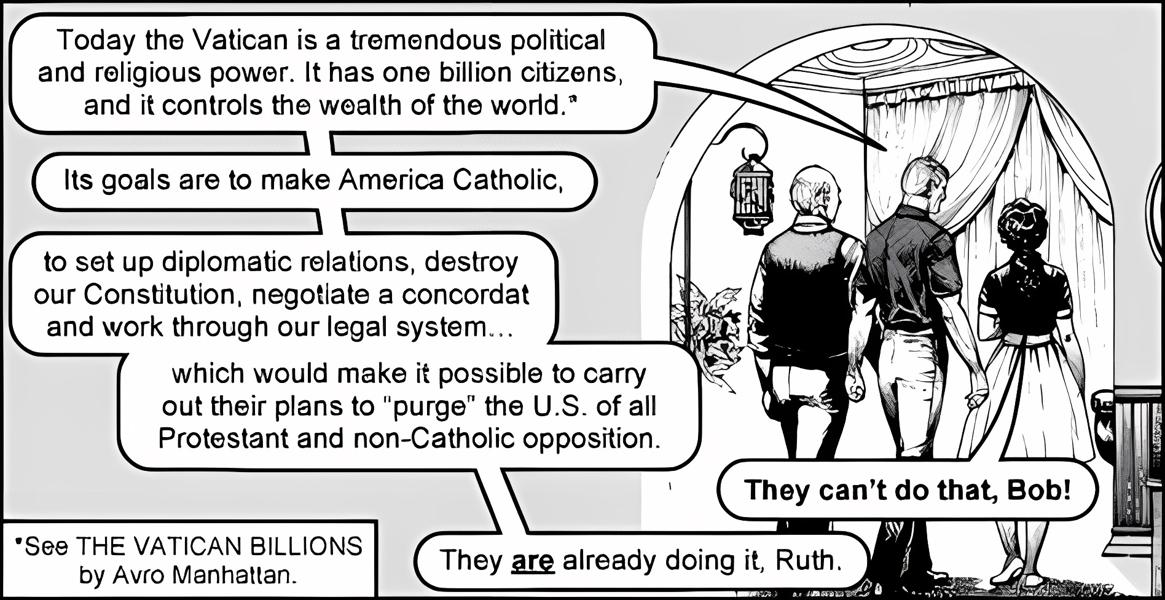 Today the Vatican is a tremendous political
and religious power. It has one billion citizens,
and it controls the wealth of the world.*
Its goals are to make America Catholic,
to set up diplomatic relations, destroy
our Constitution, negotiate a concordat
and work through our legal system...
which would make it possible to carry
out their plans to "purge" the U.S. of all
Protestant and non-Catholic opposition.
They can't do that, Bob!
They are already doing it, Ruth.
*See THE VATICAN BILLIONS
by Avro Manhattan.